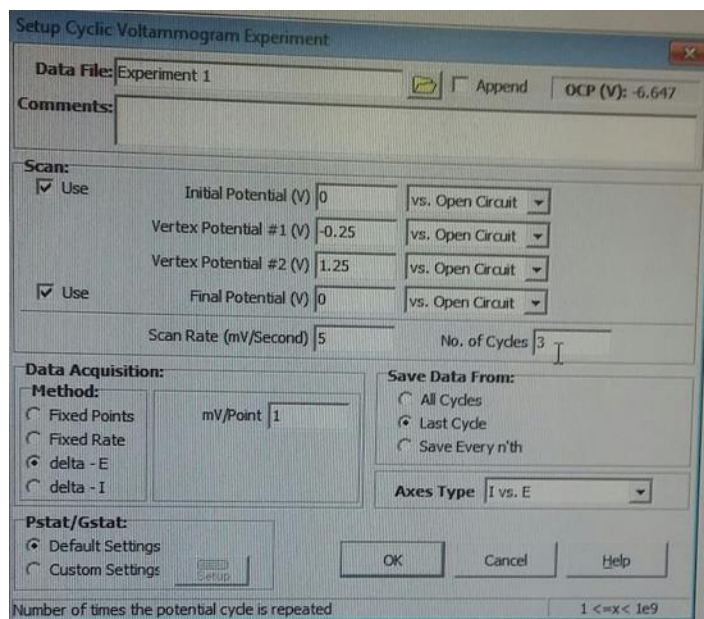 Setup Cyclic Voltammogram Experiment
Data File: Experiment 1
Append
OCP (V): -6.647
Comments:
Scan:
Use
Initial Potential (V) 0 vs. Open Circuit
Vertex Potential #1 (V) -0.25 vs. Open Circuit
Vertex Potential #2 (V) 1.25 vs. Open Circuit
Use
Final Potential (V) 0 vs. Open Circuit
Scan Rate (mV/Second) 5 No. of Cycles 3
Data Acquisition:
Method:
Fixed Points
Fixed Rate
delta - E
delta - I
mV/Point 1
Save Data From:
All Cycles
Last Cycle
Save Every n'th
Axes Type I vs. E
Pstat/Gstat:
Default Settings
Custom Settings
Setup
OK Cancel Help
Number of times the potential cycle is repeated 1 <=x< 1e9